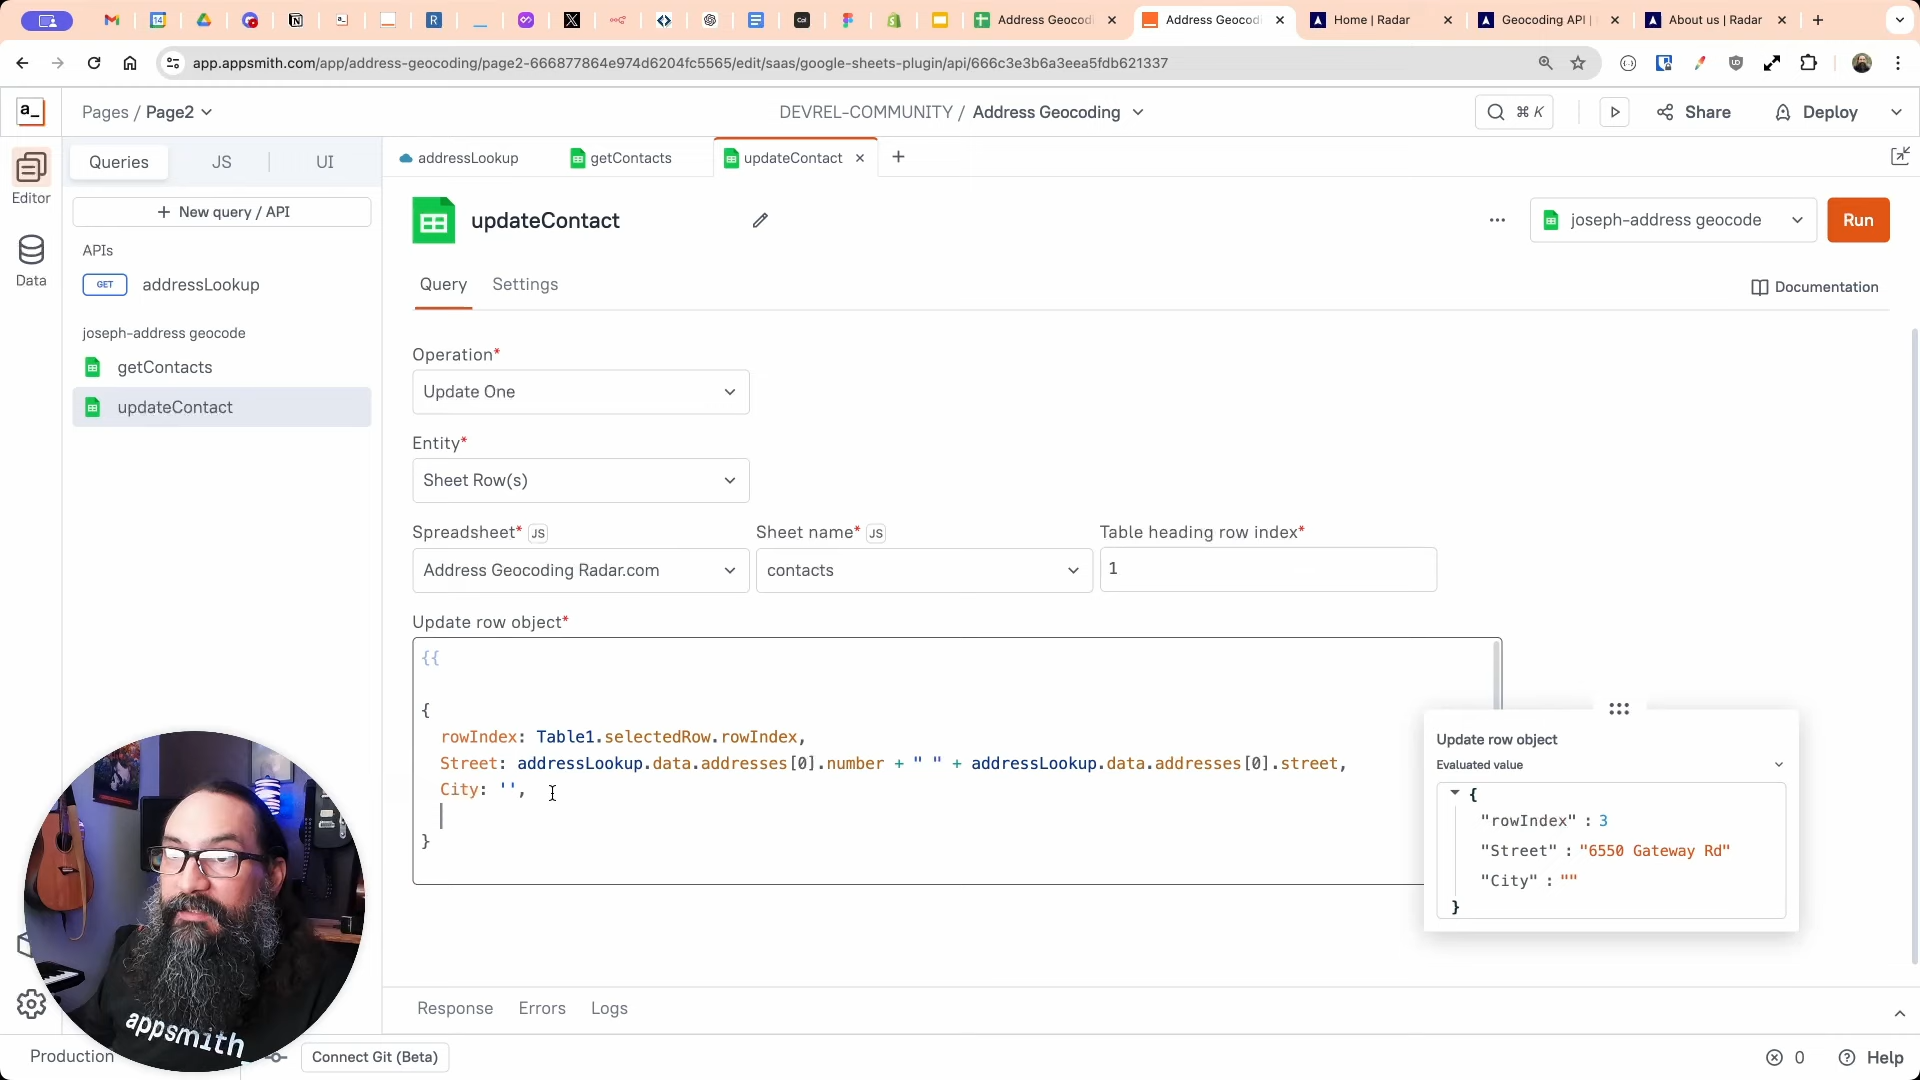 Address Geocodi
Address Geocodi
Home | Radar
Geocoding API |
About us | Radar
app.appsmith.com/app/address-geocoding/page2-666877864e974d6204fc5565/edit/saas/google-sheets-plugin/api/666c3e3b6a3eea5fdb621337
a_
Pages / Page2
DEVREL-COMMUNITY / Address Geocoding
⌘ K
Share
Deploy
Editor
Data
Queries
JS
UI
+ New query / API
APIs
GET addressLookup
joseph-address geocode
getContacts
updateContact
addressLookup
getContacts
updateContact
updateContact
joseph-address geocode
Run
Query
Settings
Documentation
Operation*
Update One
Entity*
Sheet Row(s)
Spreadsheet* JS
Sheet name* JS
Table heading row index*
Address Geocoding Radar.com
contacts
1
Update row object*
{{
{
rowIndex: Table1.selectedRow.rowIndex,
Street: addressLookup.data.addresses[0].number + " " + addressLookup.data.addresses[0].street,
City: '',
}
Update row object
Evaluated value
{
"rowIndex" : 3
"Street" : "6550 Gateway Rd"
"City" : ""
}
Response
Errors
Logs
appsmith_
Production
Connect Git (Beta)
0
Help